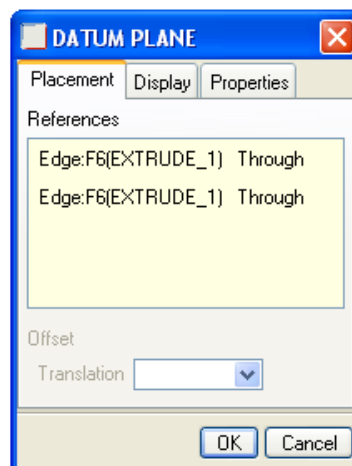 DATUM PLANE
Placement Display Properties
References
Edge:F6(EXTRUDE_1) Through
Edge:F6(EXTRUDE_1) Through
Offset
Translation
OK Cancel